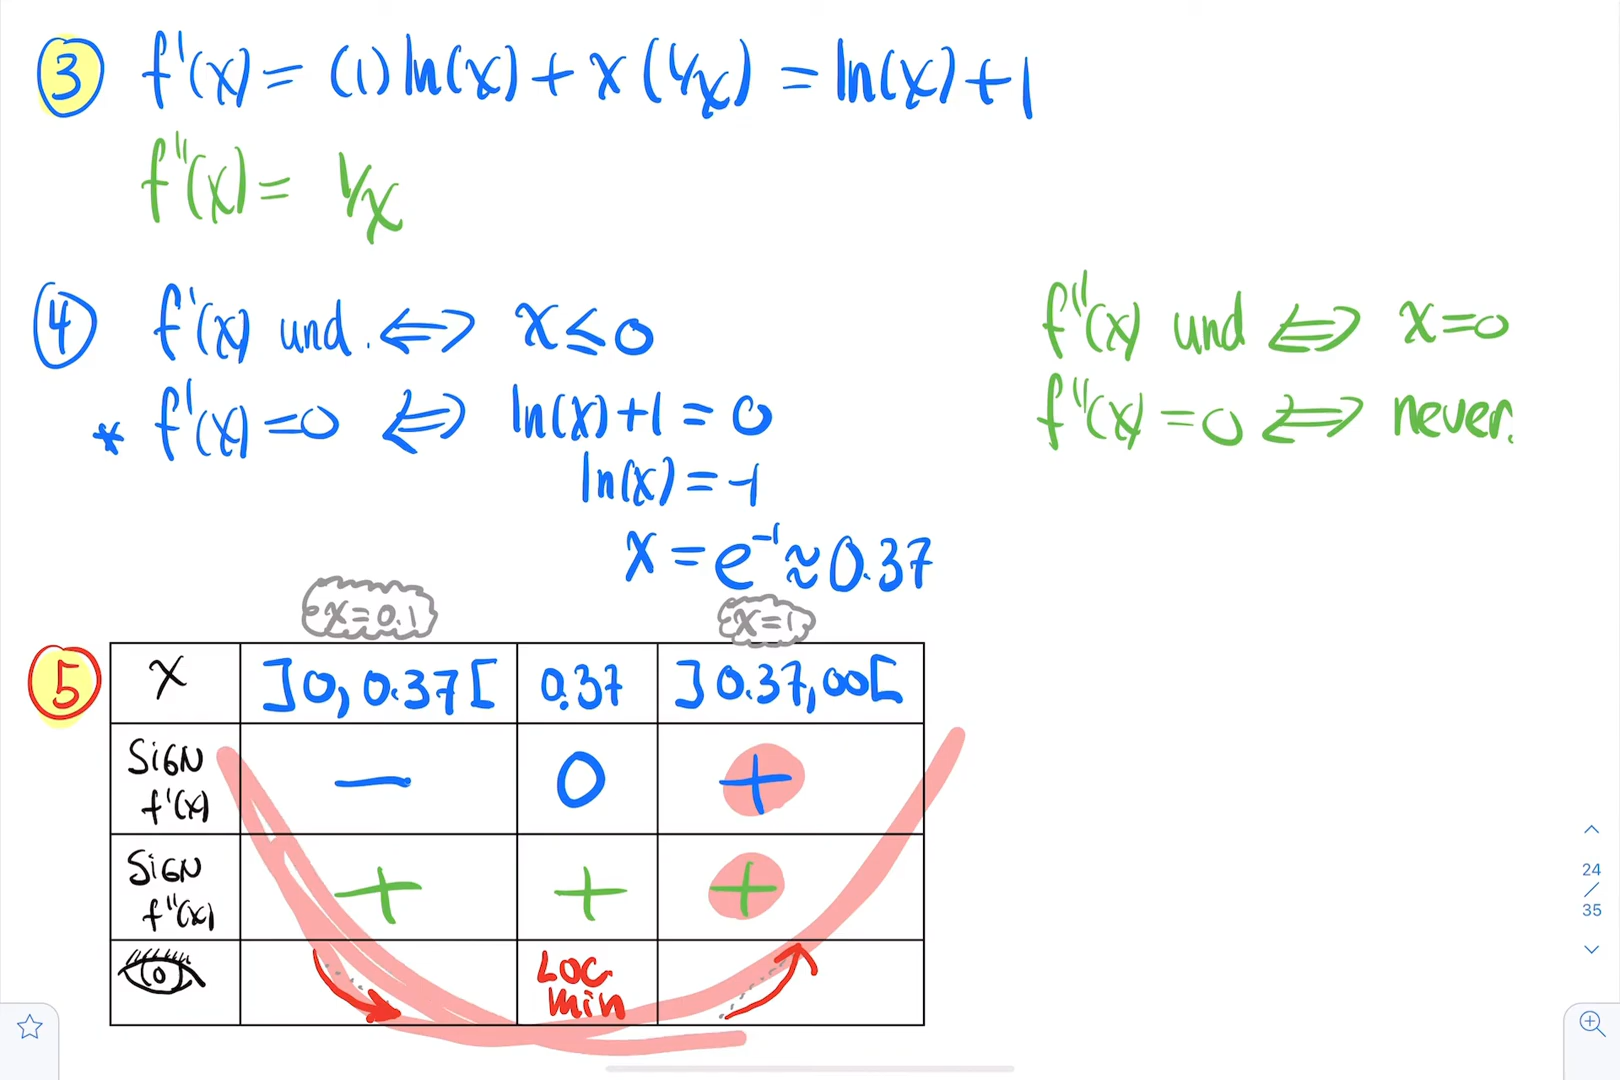 ③ f'(x) = (1) ln(x) + x (1/x) = ln(x) + 1
f''(x) = 1/x
④ f'(x) und. ⟺ x ≤ 0
f''(x) und ⟺ x = 0
* f'(x) = 0 ⟺ ln(x) + 1 = 0
f''(x) = 0 ⟺ never.
ln(x) = -1
x = e⁻¹ ≈ 0.37
x = 0.1 x = 1
⑤ x ]0, 0.37[ 0.37 ]0.37, ∞[
SIGN f'(x) − 0 +
SIGN f''(x) + + +
LOC min
24
/
35